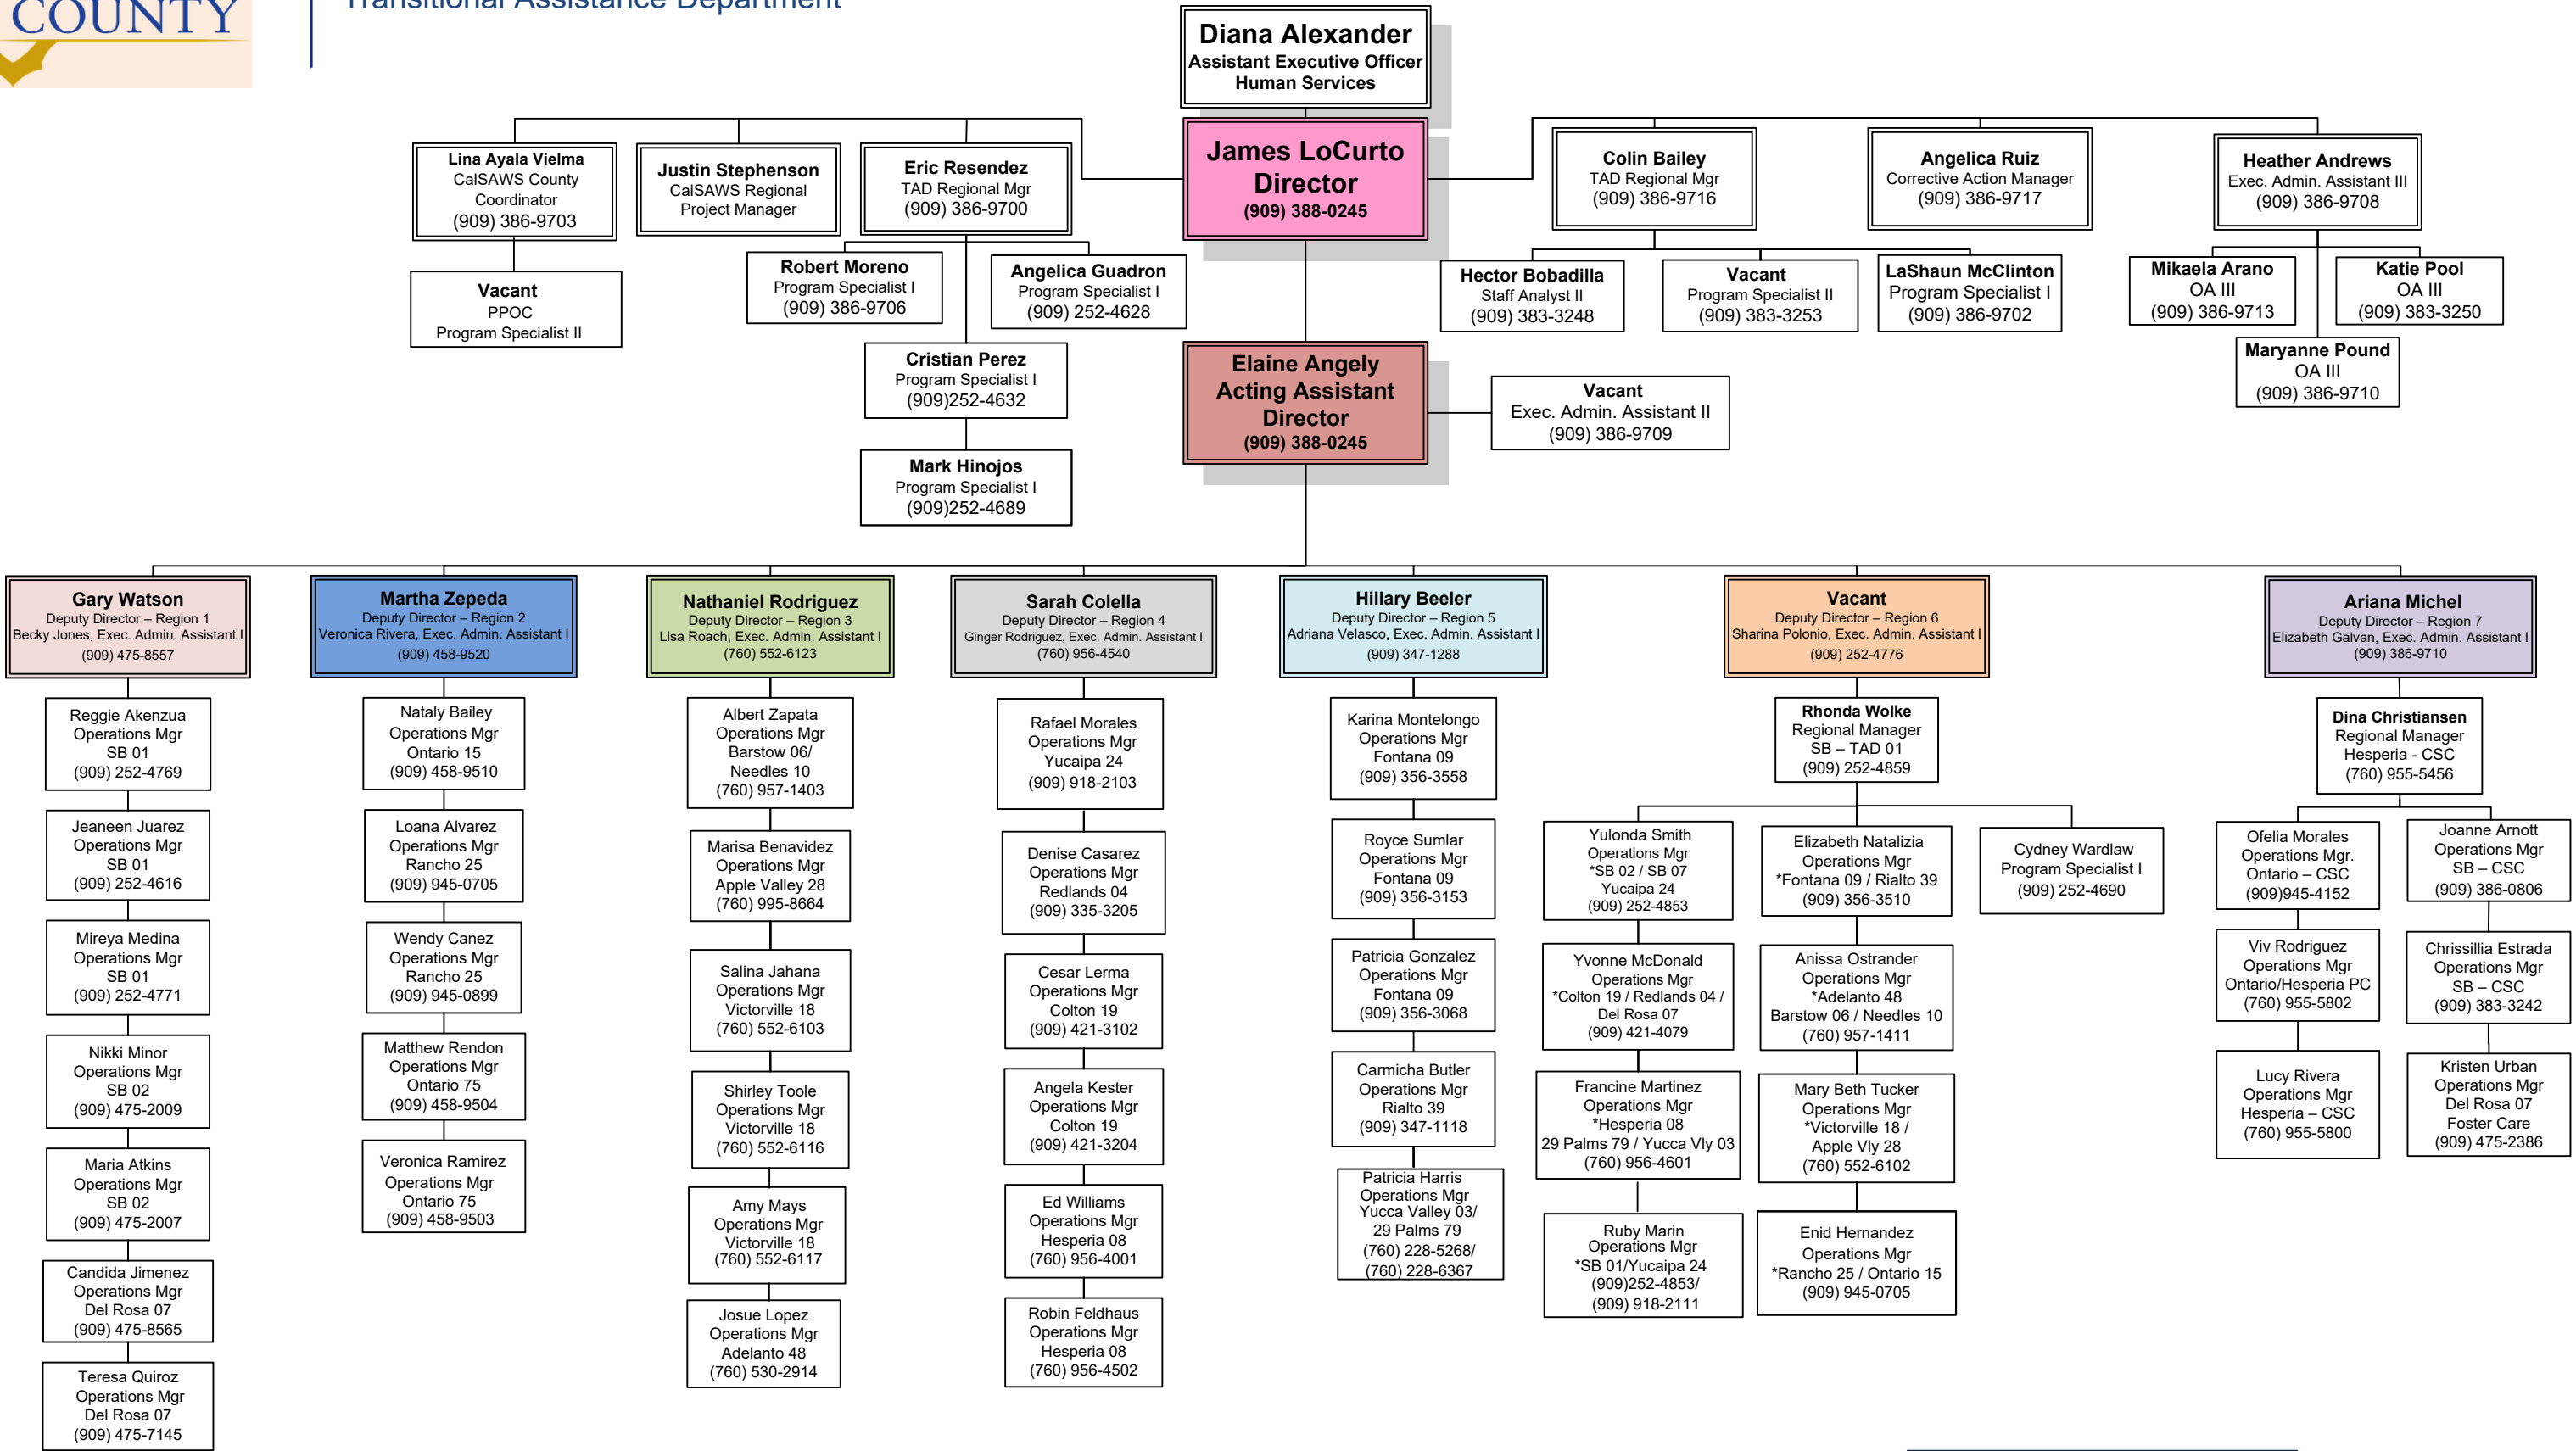 COUNTY
Transitional Assistance Department
Diana Alexander
Assistant Executive Officer
Human Services
James LoCurto
Director
(909) 388-0245
Lina Ayala Vielma
CalSAWS County
Coordinator
(909) 386-9703
Justin Stephenson
CalSAWS Regional
Project Manager
Eric Resendez
TAD Regional Mgr
(909) 386-9700
Colin Bailey
TAD Regional Mgr
(909) 386-9716
Angelica Ruiz
Corrective Action Manager
(909) 386-9717
Heather Andrews
Exec. Admin. Assistant III
(909) 386-9708
Vacant
PPOC
Program Specialist II
Robert Moreno
Program Specialist I
(909) 386-9706
Angelica Guadron
Program Specialist I
(909) 252-4628
Cristian Perez
Program Specialist I
(909)252-4632
Mark Hinojos
Program Specialist I
(909)252-4689
Hector Bobadilla
Staff Analyst II
(909) 383-3248
Vacant
Program Specialist II
(909) 383-3253
LaShaun McClinton
Program Specialist I
(909) 386-9702
Mikaela Arano
OA III
(909) 386-9713
Katie Pool
OA III
(909) 383-3250
Maryanne Pound
OA III
(909) 386-9710
Elaine Angely
Acting Assistant
Director
(909) 388-0245
Vacant
Exec. Admin. Assistant II
(909) 386-9709
Gary Watson
Deputy Director – Region 1
Becky Jones, Exec. Admin. Assistant I
(909) 475-8557
Reggie Akenzua
Operations Mgr
SB 01
(909) 252-4769
Jeaneen Juarez
Operations Mgr
SB 01
(909) 252-4616
Mireya Medina
Operations Mgr
SB 01
(909) 252-4771
Nikki Minor
Operations Mgr
SB 02
(909) 475-2009
Maria Atkins
Operations Mgr
SB 02
(909) 475-2007
Candida Jimenez
Operations Mgr
Del Rosa 07
(909) 475-8565
Teresa Quiroz
Operations Mgr
Del Rosa 07
(909) 475-7145
Martha Zepeda
Deputy Director – Region 2
Veronica Rivera, Exec. Admin. Assistant I
(909) 458-9520
Nataly Bailey
Operations Mgr
Ontario 15
(909) 458-9510
Loana Alvarez
Operations Mgr
Rancho 25
(909) 945-0705
Wendy Canez
Operations Mgr
Rancho 25
(909) 945-0899
Matthew Rendon
Operations Mgr
Ontario 75
(909) 458-9504
Veronica Ramirez
Operations Mgr
Ontario 75
(909) 458-9503
Nathaniel Rodriguez
Deputy Director – Region 3
Lisa Roach, Exec. Admin. Assistant I
(760) 552-6123
Albert Zapata
Operations Mgr
Barstow 06/
Needles 10
(760) 957-1403
Marisa Benavidez
Operations Mgr
Apple Valley 28
(760) 995-8664
Salina Jahana
Operations Mgr
Victorville 18
(760) 552-6103
Shirley Toole
Operations Mgr
Victorville 18
(760) 552-6116
Amy Mays
Operations Mgr
Victorville 18
(760) 552-6117
Josue Lopez
Operations Mgr
Adelanto 48
(760) 530-2914
Sarah Colella
Deputy Director – Region 4
Ginger Rodriguez, Exec. Admin. Assistant I
(760) 956-4540
Rafael Morales
Operations Mgr
Yucaipa 24
(909) 918-2103
Denise Casarez
Operations Mgr
Redlands 04
(909) 335-3205
Cesar Lerma
Operations Mgr
Colton 19
(909) 421-3102
Angela Kester
Operations Mgr
Colton 19
(909) 421-3204
Ed Williams
Operations Mgr
Hesperia 08
(760) 956-4001
Robin Feldhaus
Operations Mgr
Hesperia 08
(760) 956-4502
Hillary Beeler
Deputy Director – Region 5
Adriana Velasco, Exec. Admin. Assistant I
(909) 347-1288
Karina Montelongo
Operations Mgr
Fontana 09
(909) 356-3558
Royce Sumlar
Operations Mgr
Fontana 09
(909) 356-3153
Patricia Gonzalez
Operations Mgr
Fontana 09
(909) 356-3068
Carmicha Butler
Operations Mgr
Rialto 39
(909) 347-1118
Patricia Harris
Operations Mgr
Yucca Valley 03/
29 Palms 79
(760) 228-5268/
(760) 228-6367
Vacant
Deputy Director – Region 6
Sharina Polonio, Exec. Admin. Assistant I
(909) 252-4776
Rhonda Wolke
Regional Manager
SB – TAD 01
(909) 252-4859
Yulonda Smith
Operations Mgr
*SB 02 / SB 07
Yucaipa 24
(909) 252-4853
Yvonne McDonald
Operations Mgr
*Colton 19 / Redlands 04 /
Del Rosa 07
(909) 421-4079
Francine Martinez
Operations Mgr
*Hesperia 08
29 Palms 79 / Yucca Vly 03
(760) 956-4601
Ruby Marin
Operations Mgr
*SB 01/Yucaipa 24
(909)252-4853/
(909) 918-2111
Elizabeth Natalizia
Operations Mgr
*Fontana 09 / Rialto 39
(909) 356-3510
Anissa Ostrander
Operations Mgr
*Adelanto 48
Barstow 06 / Needles 10
(760) 957-1411
Mary Beth Tucker
Operations Mgr
*Victorville 18 /
Apple Vly 28
(760) 552-6102
Enid Hernandez
Operations Mgr
*Rancho 25 / Ontario 15
(909) 945-0705
Cydney Wardlaw
Program Specialist I
(909) 252-4690
Ariana Michel
Deputy Director – Region 7
Elizabeth Galvan, Exec. Admin. Assistant I
(909) 386-9710
Dina Christiansen
Regional Manager
Hesperia - CSC
(760) 955-5456
Ofelia Morales
Operations Mgr.
Ontario – CSC
(909)945-4152
Viv Rodriguez
Operations Mgr
Ontario/Hesperia PC
(760) 955-5802
Lucy Rivera
Operations Mgr
Hesperia – CSC
(760) 955-5800
Joanne Arnott
Operations Mgr
SB – CSC
(909) 386-0806
Chrissillia Estrada
Operations Mgr
SB – CSC
(909) 383-3242
Kristen Urban
Operations Mgr
Del Rosa 07
Foster Care
(909) 475-2386